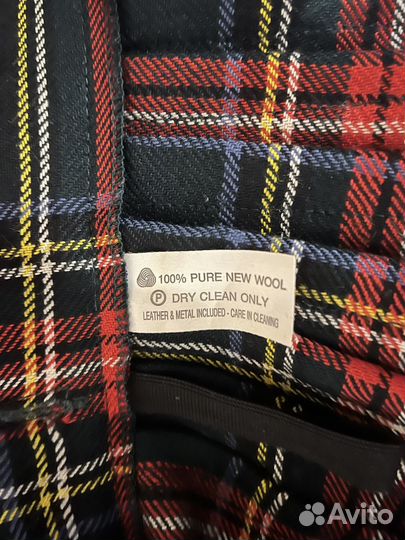 100% PURE NEW WOOL
P DRY CLEAN ONLY
LEATHER & METAL INCLUDED - CARE IN CLEANING
Avito